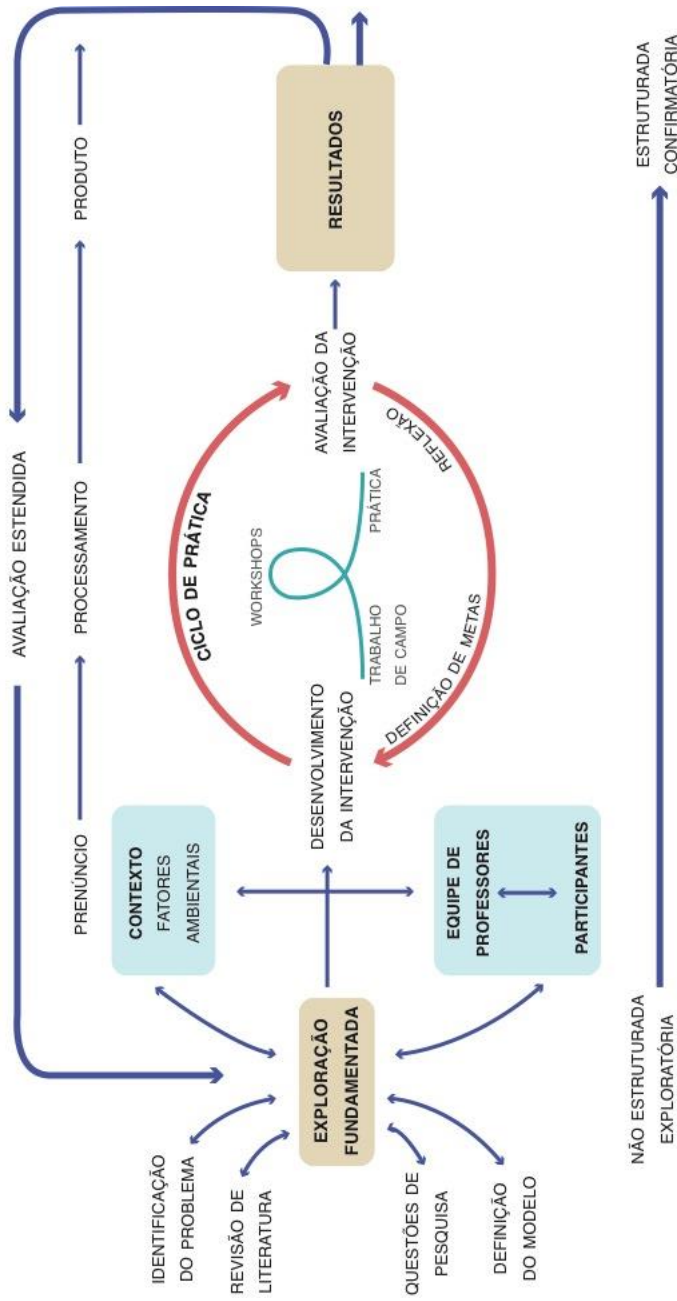 AVALIAÇÃO ESTENDIDA
PRENÚNCIO
PROCESSAMENTO
PRODUTO
IDENTIFICAÇÃO
DO PROBLEMA
REVISÃO DE
LITERATURA
QUESTÕES DE
PESQUISA
DEFINIÇÃO
DO MODELO
EXPLORAÇÃO
FUNDAMENTADA
CONTEXTO
FATORES
AMBIENTAIS
EQUIPE DE
PROFESSORES
PARTICIPANTES
DESENVOLVIMENTO
DA INTERVENÇÃO
CICLO DE PRÁTICA
WORKSHOPS
TRABALHO
DE CAMPO
PRÁTICA
DEFINIÇÃO DE METAS
REFLEXÃO
AVALIAÇÃO DA
INTERVENÇÃO
RESULTADOS
NÃO ESTRUTURADA
EXPLORATÓRIA
ESTRUTURADA
CONFIRMATÓRIA